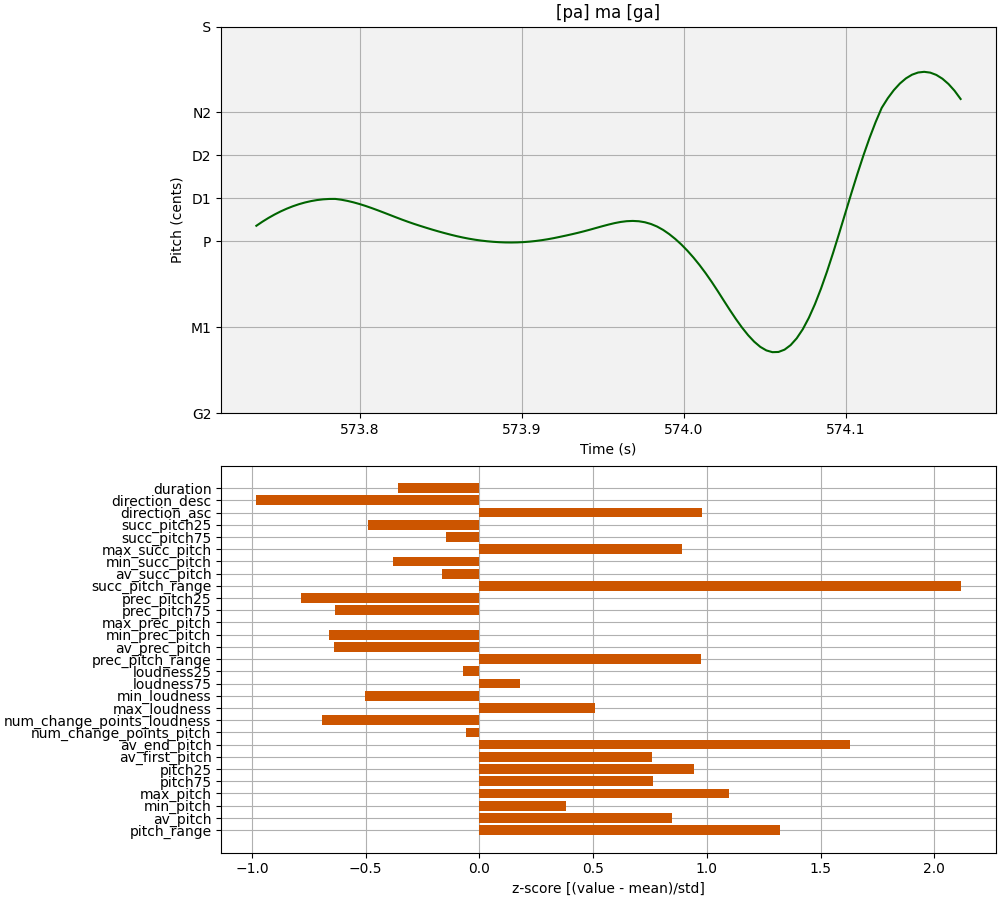 [pa] ma [ga]
S
N2
D2
D1
P
M1
G2
Pitch (cents)
573.8 573.9 574.0 574.1
Time (s)
duration
direction_desc
direction_asc
succ_pitch25
succ_pitch75
max_succ_pitch
min_succ_pitch
av_succ_pitch
succ_pitch_range
prec_pitch25
prec_pitch75
max_prec_pitch
min_prec_pitch
av_prec_pitch
prec_pitch_range
loudness25
loudness75
min_loudness
max_loudness
num_change_points_loudness
num_change_points_pitch
av_end_pitch
av_first_pitch
pitch25
pitch75
max_pitch
min_pitch
av_pitch
pitch_range
−1.0 −0.5 0.0 0.5 1.0 1.5 2.0
z-score [(value - mean)/std]